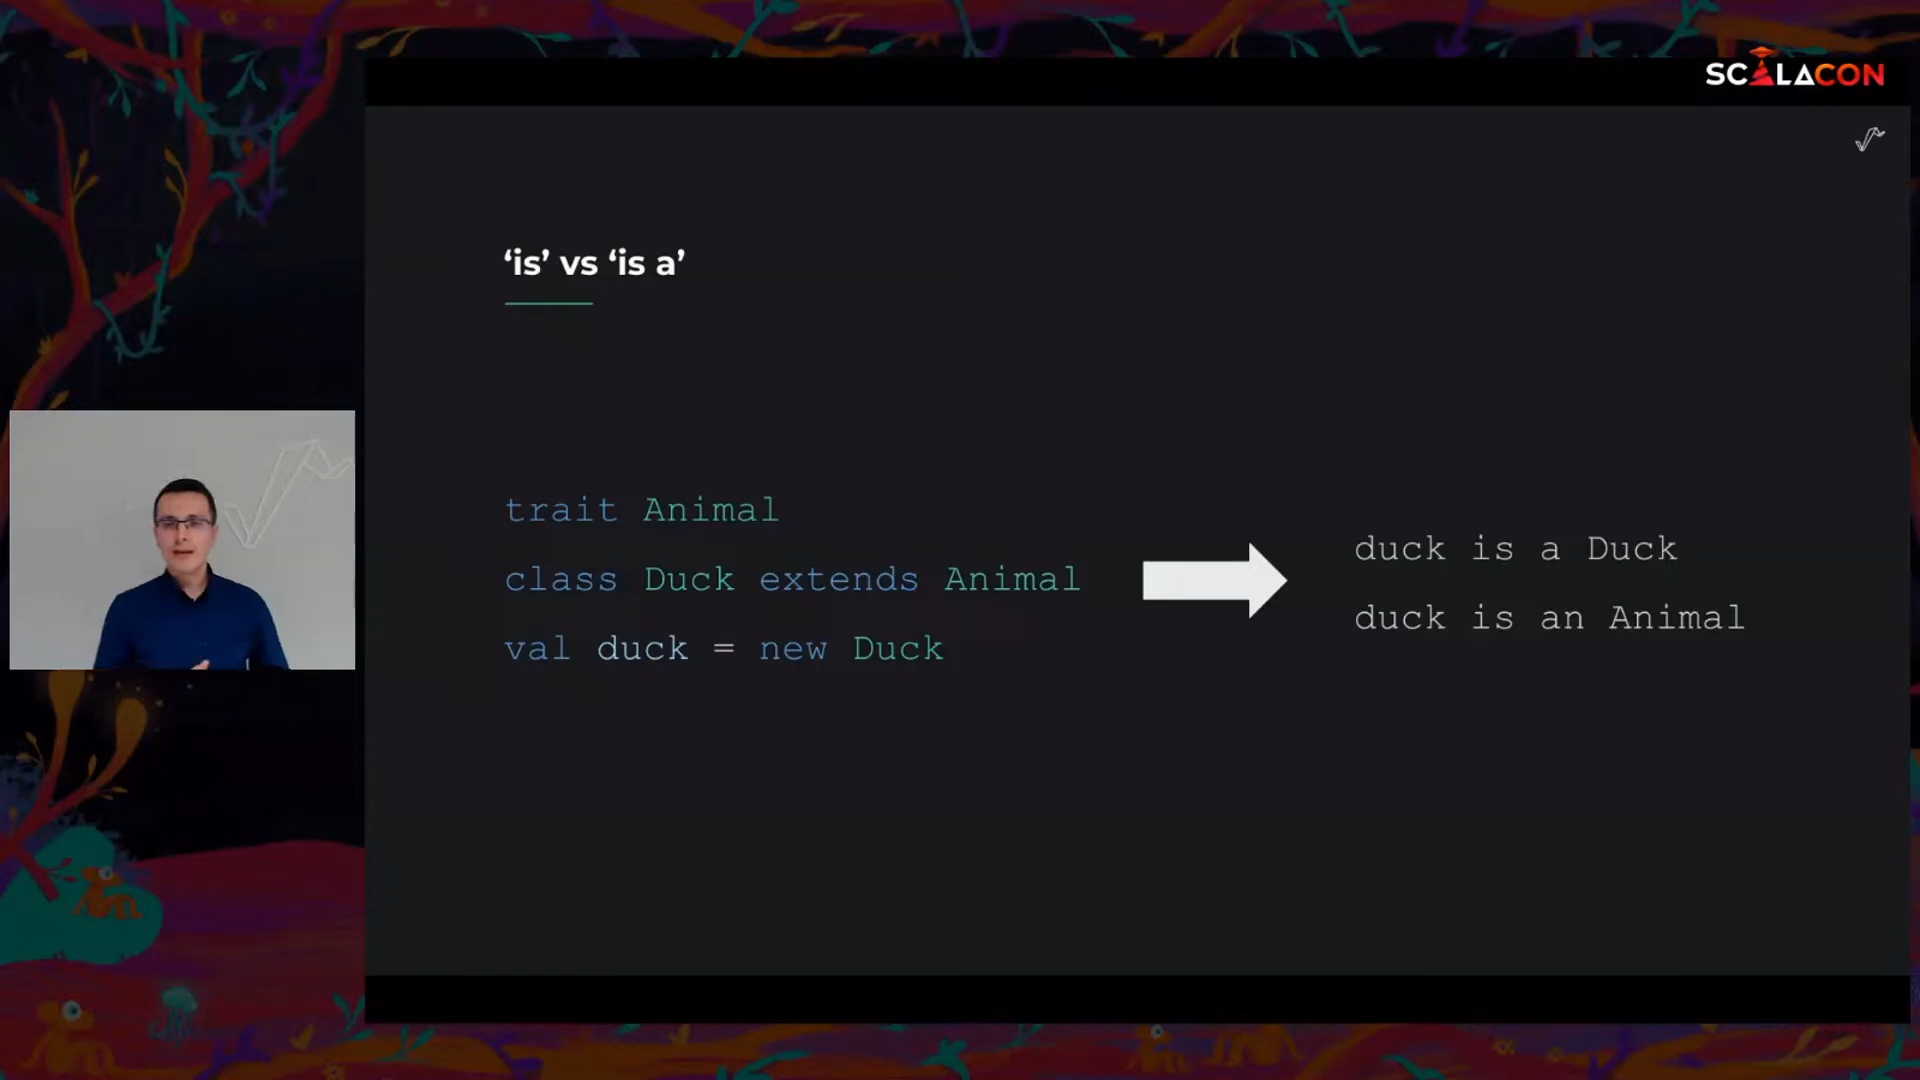 SCALACON
‘is’ vs ‘is a’
trait Animal
class Duck extends Animal
val duck = new Duck
duck is a Duck
duck is an Animal